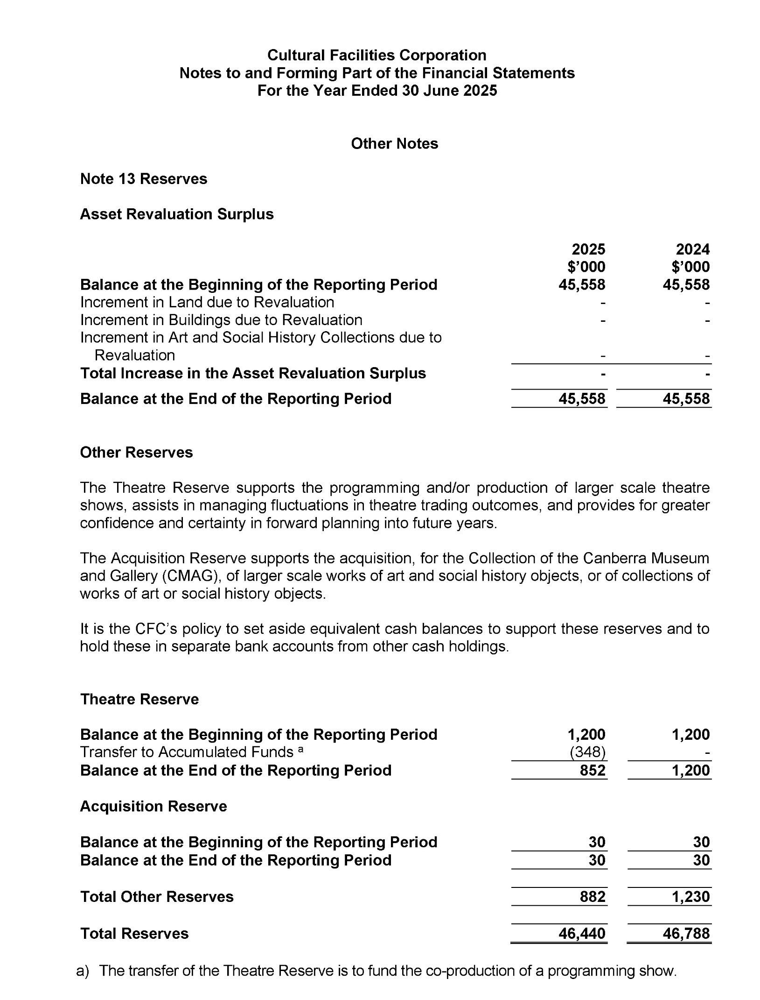 Cultural Facilities Corporation
Notes to and Forming Part of the Financial Statements
For the Year Ended 30 June 2025
Other Notes
Note 13 Reserves
Asset Revaluation Surplus
2025 2024
$’000 $’000
Balance at the Beginning of the Reporting Period 45,558 45,558
Increment in Land due to Revaluation - -
Increment in Buildings due to Revaluation - -
Increment in Art and Social History Collections due to
Revaluation - -
Total Increase in the Asset Revaluation Surplus - -
Balance at the End of the Reporting Period 45,558 45,558
Other Reserves
The Theatre Reserve supports the programming and/or production of larger scale theatre
shows, assists in managing fluctuations in theatre trading outcomes, and provides for greater
confidence and certainty in forward planning into future years.
The Acquisition Reserve supports the acquisition, for the Collection of the Canberra Museum
and Gallery (CMAG), of larger scale works of art and social history objects, or of collections of
works of art or social history objects.
It is the CFC’s policy to set aside equivalent cash balances to support these reserves and to
hold these in separate bank accounts from other cash holdings.
Theatre Reserve
Balance at the Beginning of the Reporting Period 1,200 1,200
Transfer to Accumulated Funds a (348) -
Balance at the End of the Reporting Period 852 1,200
Acquisition Reserve
Balance at the Beginning of the Reporting Period 30 30
Balance at the End of the Reporting Period 30 30
Total Other Reserves 882 1,230
Total Reserves 46,440 46,788
a) The transfer of the Theatre Reserve is to fund the co-production of a programming show.